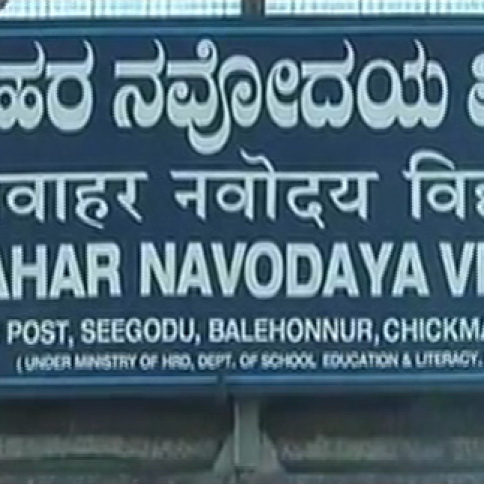 ಹರ ನವೋದಯ ವಿ
वाहर नवोदय विद्य
AHAR NAVODAYA VI
POST, SEEGODU, BALEHONNUR, CHICKMA
( UNDER MINISTRY OF HRD, DEPT. OF SCHOOL EDUCATION & LITERACY,